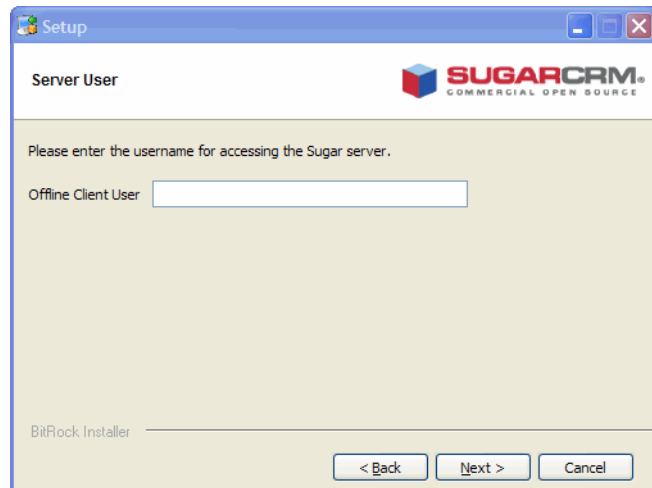 Setup
Server User
SUGARCRM®
COMMERCIAL OPEN SOURCE
Please enter the username for accessing the Sugar server.
Offline Client User
BitRock Installer
< Back
Next >
Cancel